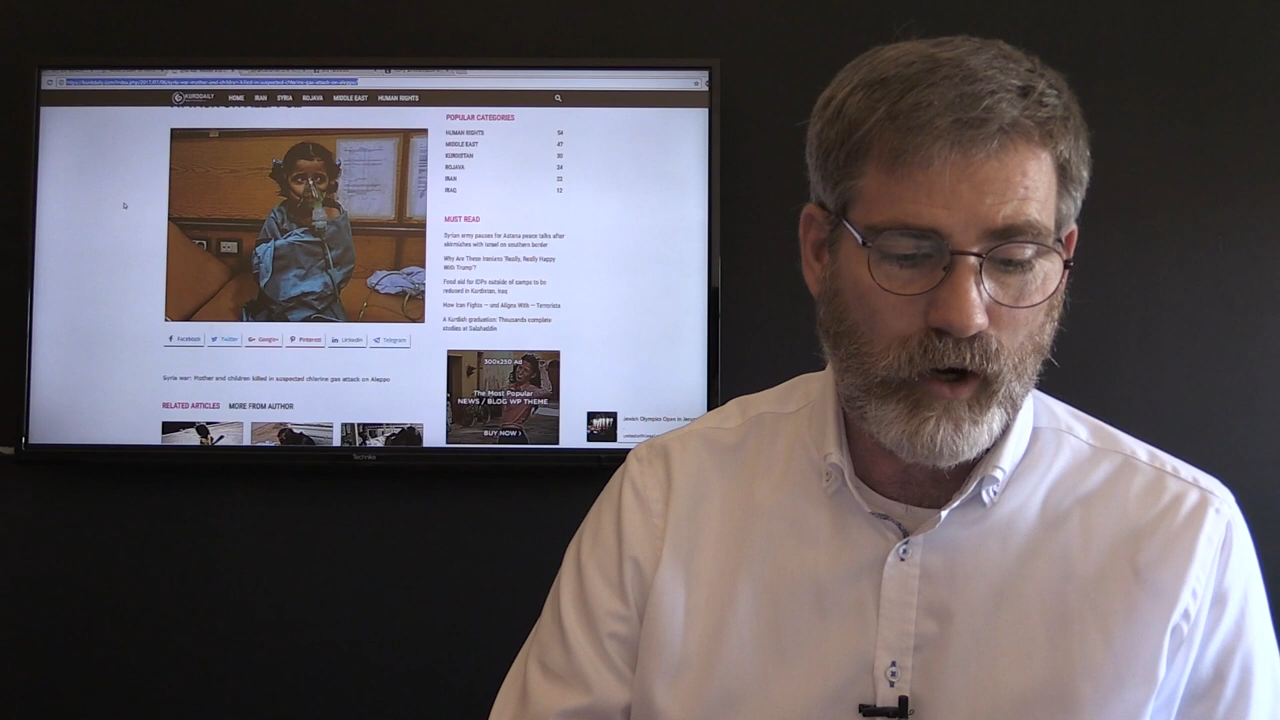 KURDDAILY
HOME IRAN SYRIA ROJAVA MIDDLE EAST HUMAN RIGHTS
POPULAR CATEGORIES
HUMAN RIGHTS 54
MIDDLE EAST 47
KURDISTAN
ROJAVA 24
IRAN
IRAQ 12
MUST READ
Syrian army pauses for Astana peace talks after
skirmishes with Israel on southern border
Why Are These Iranians 'Really, Really Happy
With Trump'?
Food aid for IDPs outside of camps to be
reduced in Kurdistan, Iraq
How Iran Fights — and Aligns With — Terrorists
A Kurdish graduation: Thousands complete
studies at Salahaddin
Facebook Twitter Google+ Pinterest Linkedin Telegram
Syria war: Mother and children killed in suspected chlorine gas attack on Aleppo
RELATED ARTICLES MORE FROM AUTHOR
300x250 Ad
The Most Popular
NEWS / BLOG WP THEME
BUY NOW
Jewish Olympics Open in
Technika